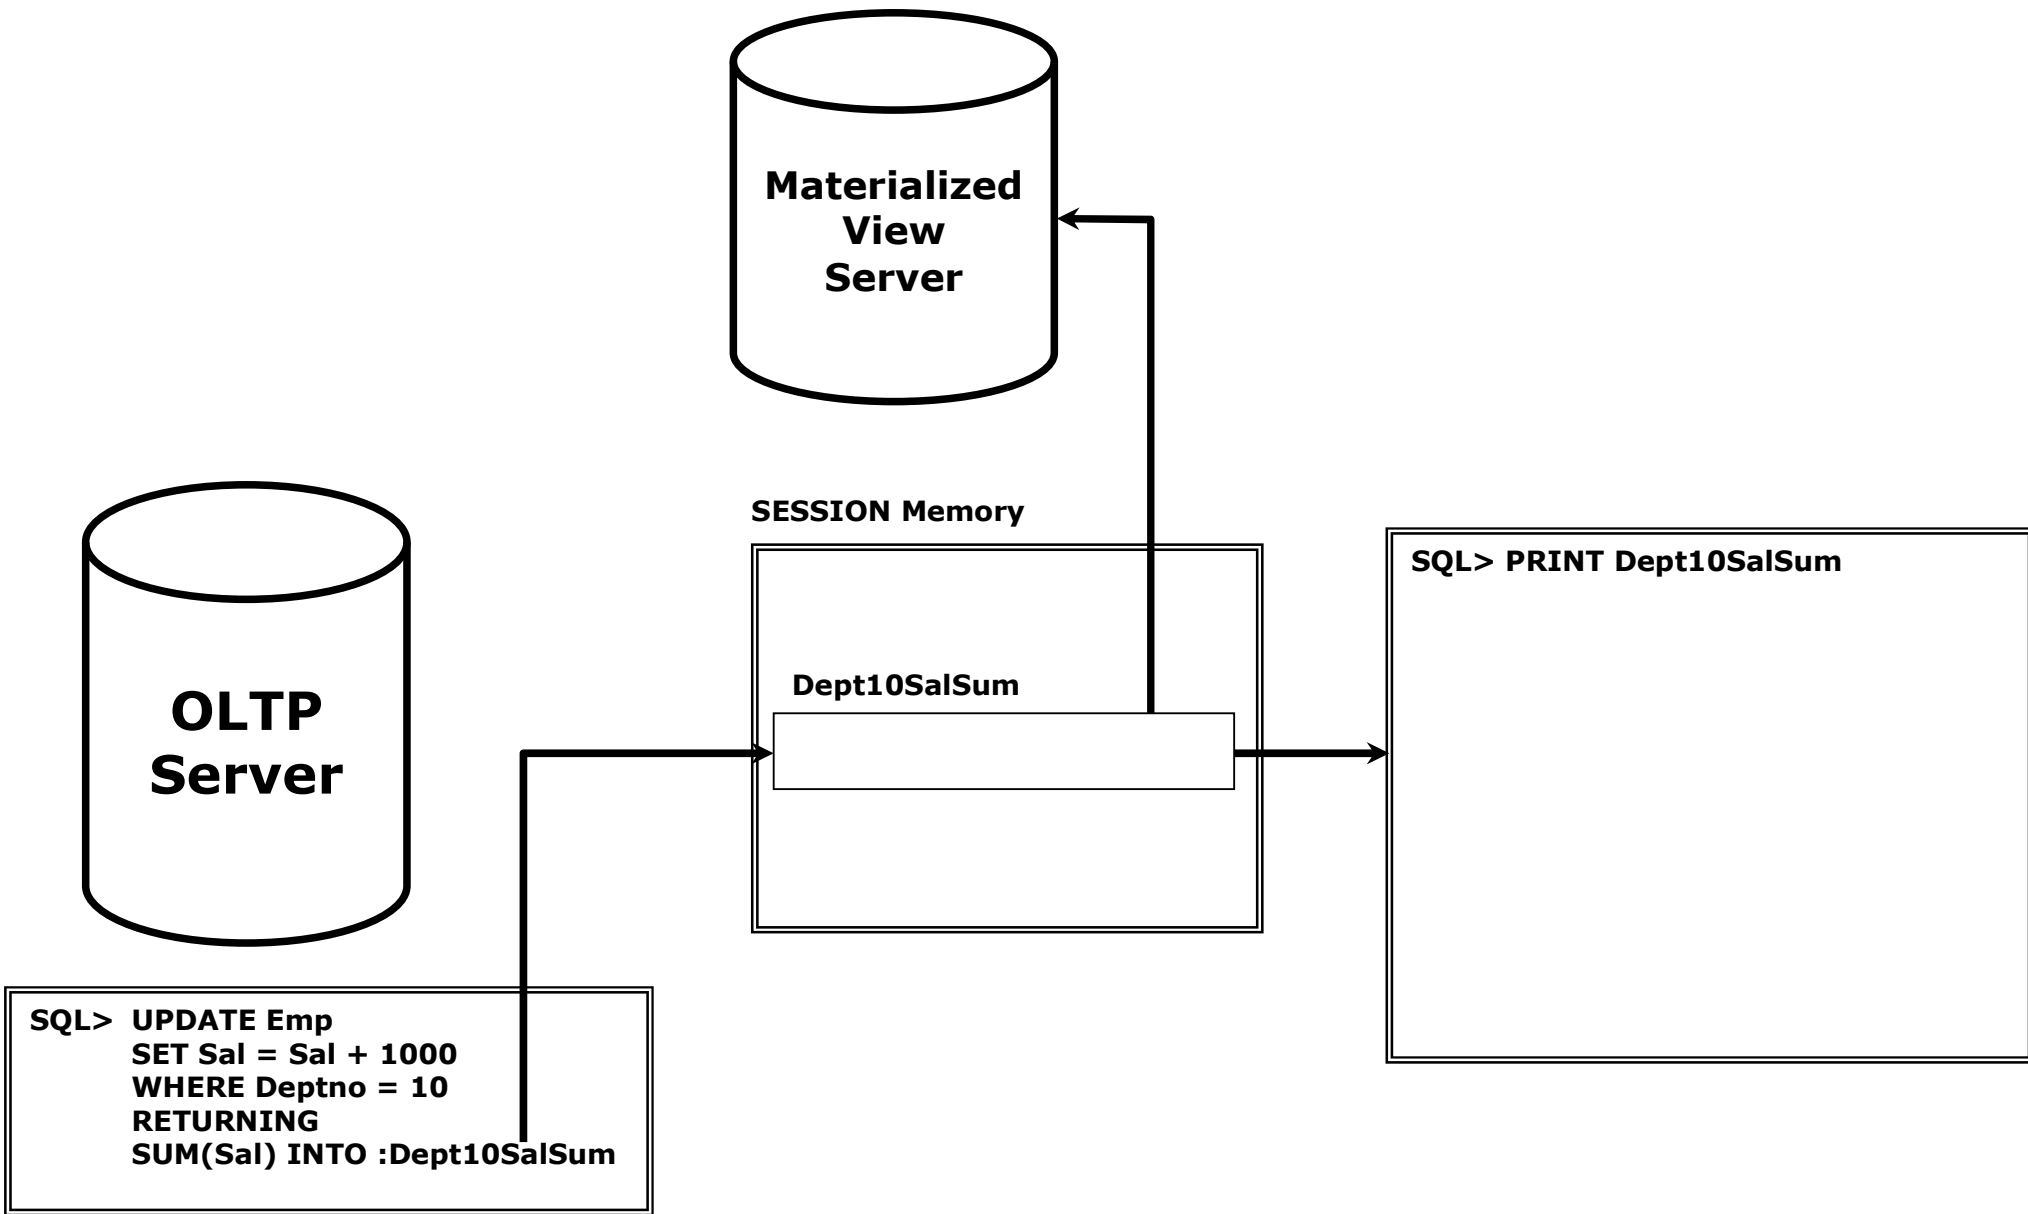 Materialized
View
Server
OLTP
Server
SESSION Memory
Dept10SalSum
SQL> PRINT Dept10SalSum
SQL> UPDATE Emp
SET Sal = Sal + 1000
WHERE Deptno = 10
RETURNING
SUM(Sal) INTO :Dept10SalSum